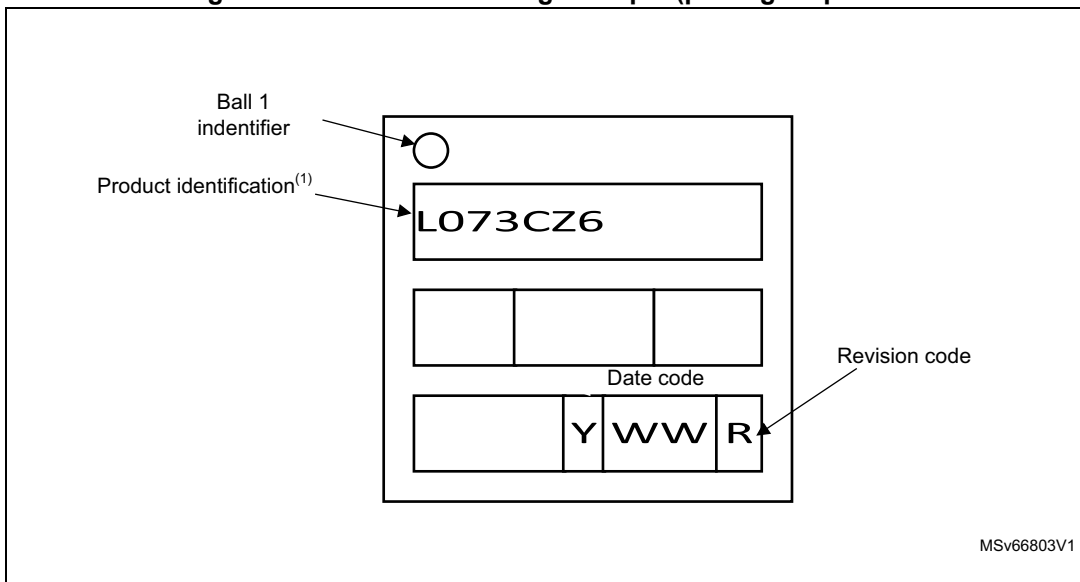 Ball 1
indentifier
Product identification(1)
L073CZ6
Revision code
Date code
Y WW R
MSv66803V1